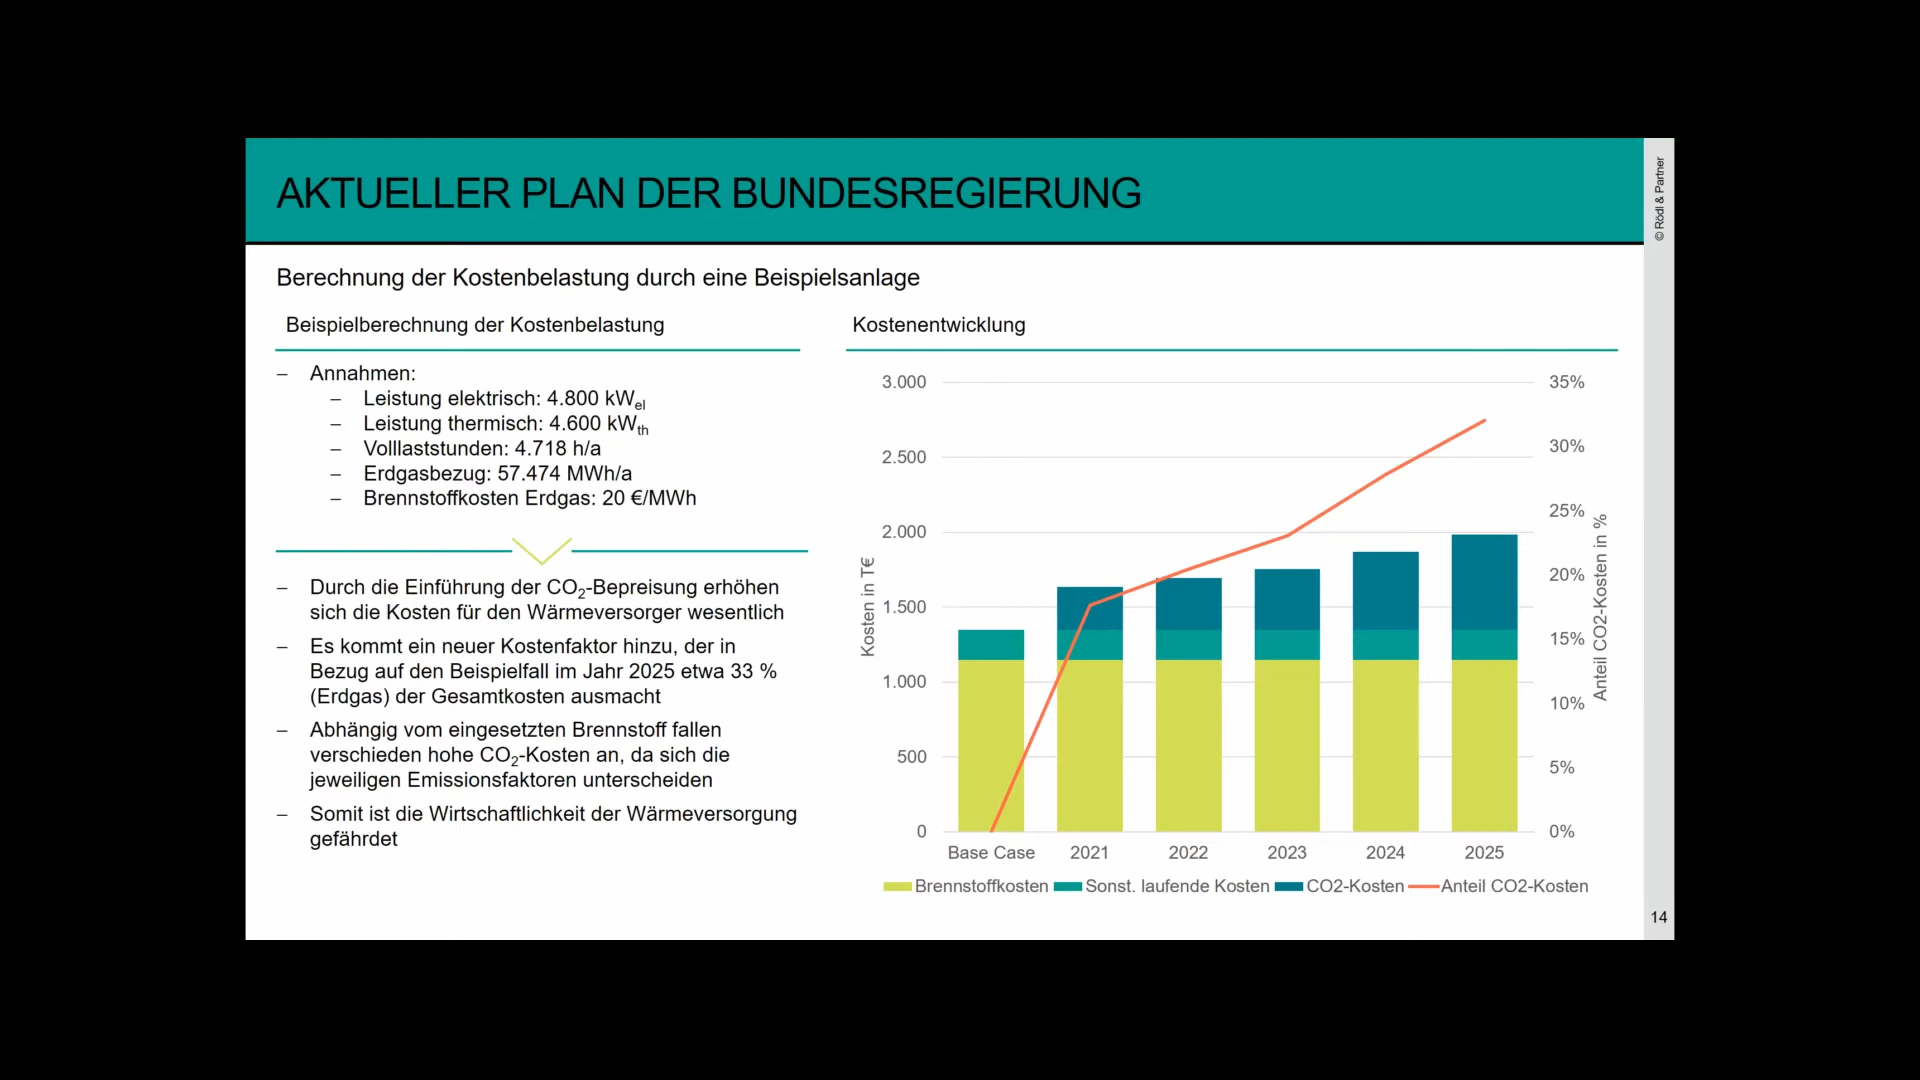 AKTUELLER PLAN DER BUNDESREGIERUNG
© Rödl & Partner
Berechnung der Kostenbelastung durch eine Beispielsanlage
Beispielberechnung der Kostenbelastung
– Annahmen:
– Leistung elektrisch: 4.800 kWel
– Leistung thermisch: 4.600 kWth
– Volllaststunden: 4.718 h/a
– Erdgasbezug: 57.474 MWh/a
– Brennstoffkosten Erdgas: 20 €/MWh
– Durch die Einführung der CO2-Bepreisung erhöhen
sich die Kosten für den Wärmeversorger wesentlich
– Es kommt ein neuer Kostenfaktor hinzu, der in
Bezug auf den Beispielfall im Jahr 2025 etwa 33 %
(Erdgas) der Gesamtkosten ausmacht
– Abhängig vom eingesetzten Brennstoff fallen
verschieden hohe CO2-Kosten an, da sich die
jeweiligen Emissionsfaktoren unterscheiden
– Somit ist die Wirtschaftlichkeit der Wärmeversorgung
gefährdet
Kostenentwicklung
Kosten in T€
3.000
2.500
2.000
1.500
1.000
500
0
35%
30%
25%
20%
15%
10%
5%
0%
Anteil CO2-Kosten in %
Base Case 2021 2022 2023 2024 2025
Brennstoffkosten Sonst. laufende Kosten CO2-Kosten Anteil CO2-Kosten
14